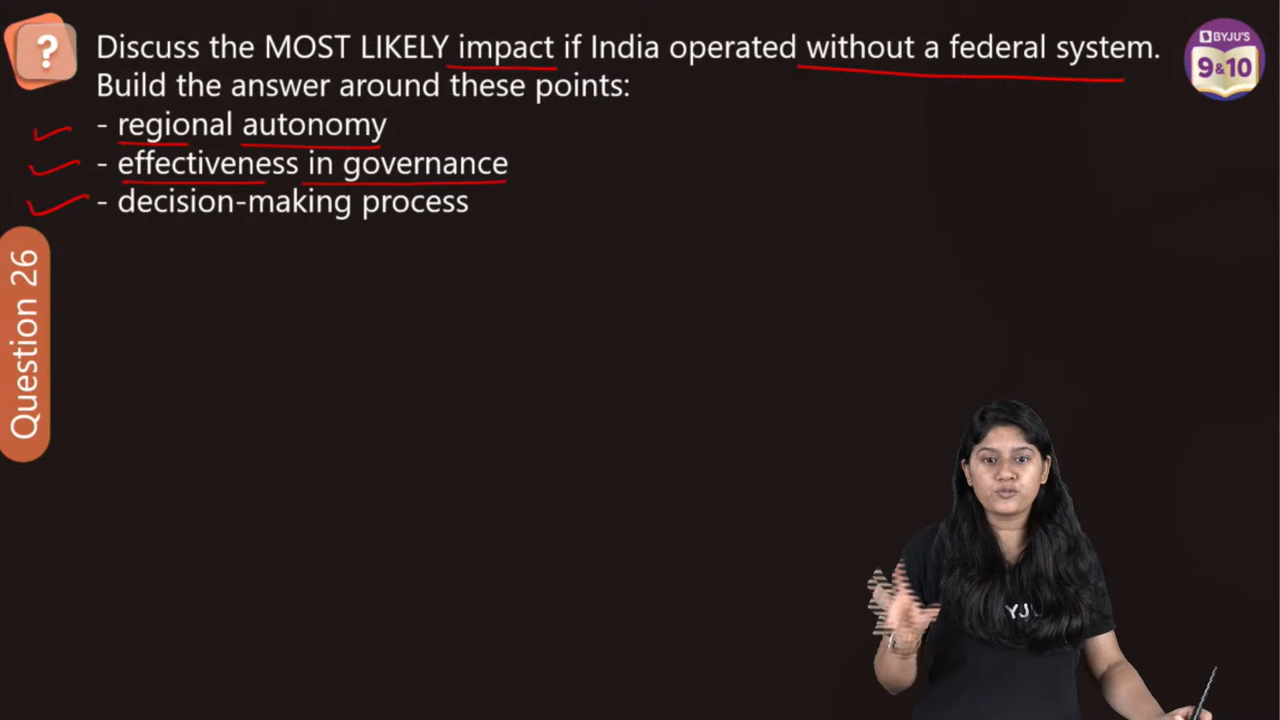 ?
Discuss the MOST LIKELY impact if India operated without a federal system.
Build the answer around these points:
- regional autonomy
- effectiveness in governance
- decision-making process
BYJU'S
9&10
Question 26